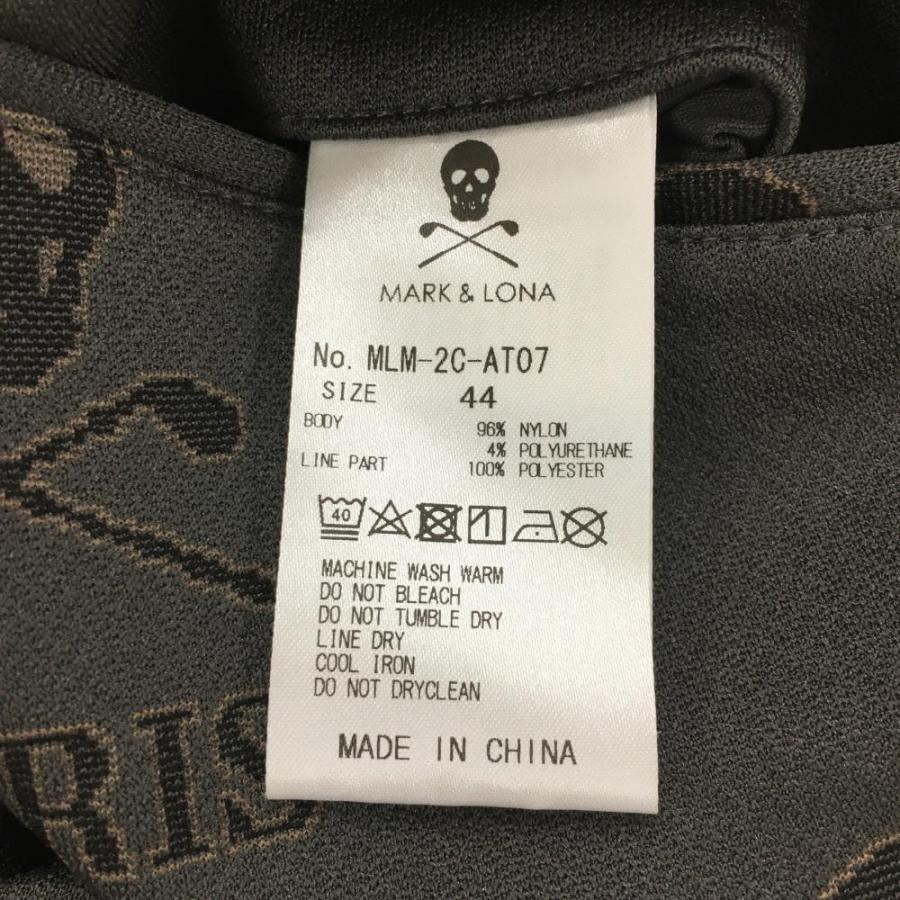 MARK & LONA
No. MLM-2C-AT07
SIZE 44
BODY 96% NYLON
4% POLYURETHANE
LINE PART 100% POLYESTER
40
MACHINE WASH WARM
DO NOT BLEACH
DO NOT TUMBLE DRY
LINE DRY
COOL IRON
DO NOT DRYCLEAN
MADE IN CHINA
RIS